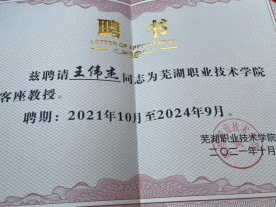 聘 书
LETTER OF APPOINTMENT
兹聘请王伟杰同志为芜湖职业技术学院
客座教授。
聘期：2021年10月至2024年9月。
芜湖职业技术学院
二〇二一年十月